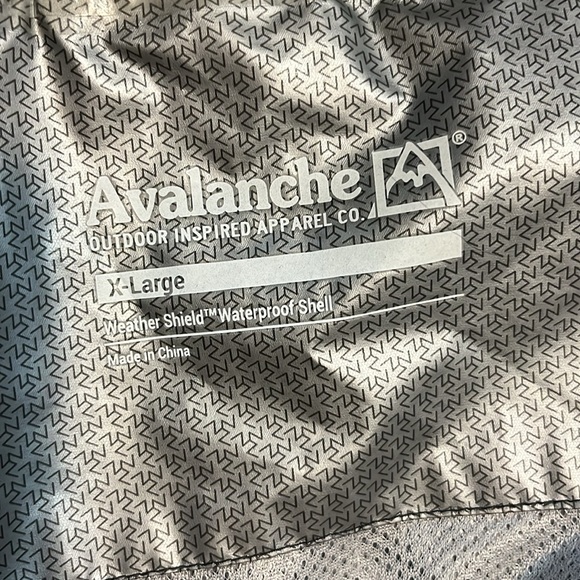 Avalanche®
OUTDOOR INSPIRED APPAREL CO.
X-Large
Weather Shield™ Waterproof Shell
Made in China